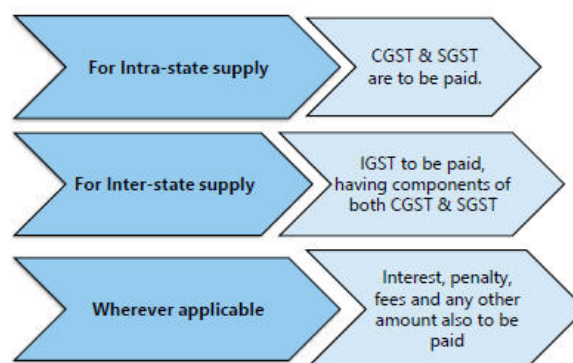 For Intra-state supply
CGST & SGST
are to be paid.
For Inter-state supply
IGST to be paid,
having components of
both CGST & SGST
Wherever applicable
Interest, penalty,
fees and any other
amount also to be
paid